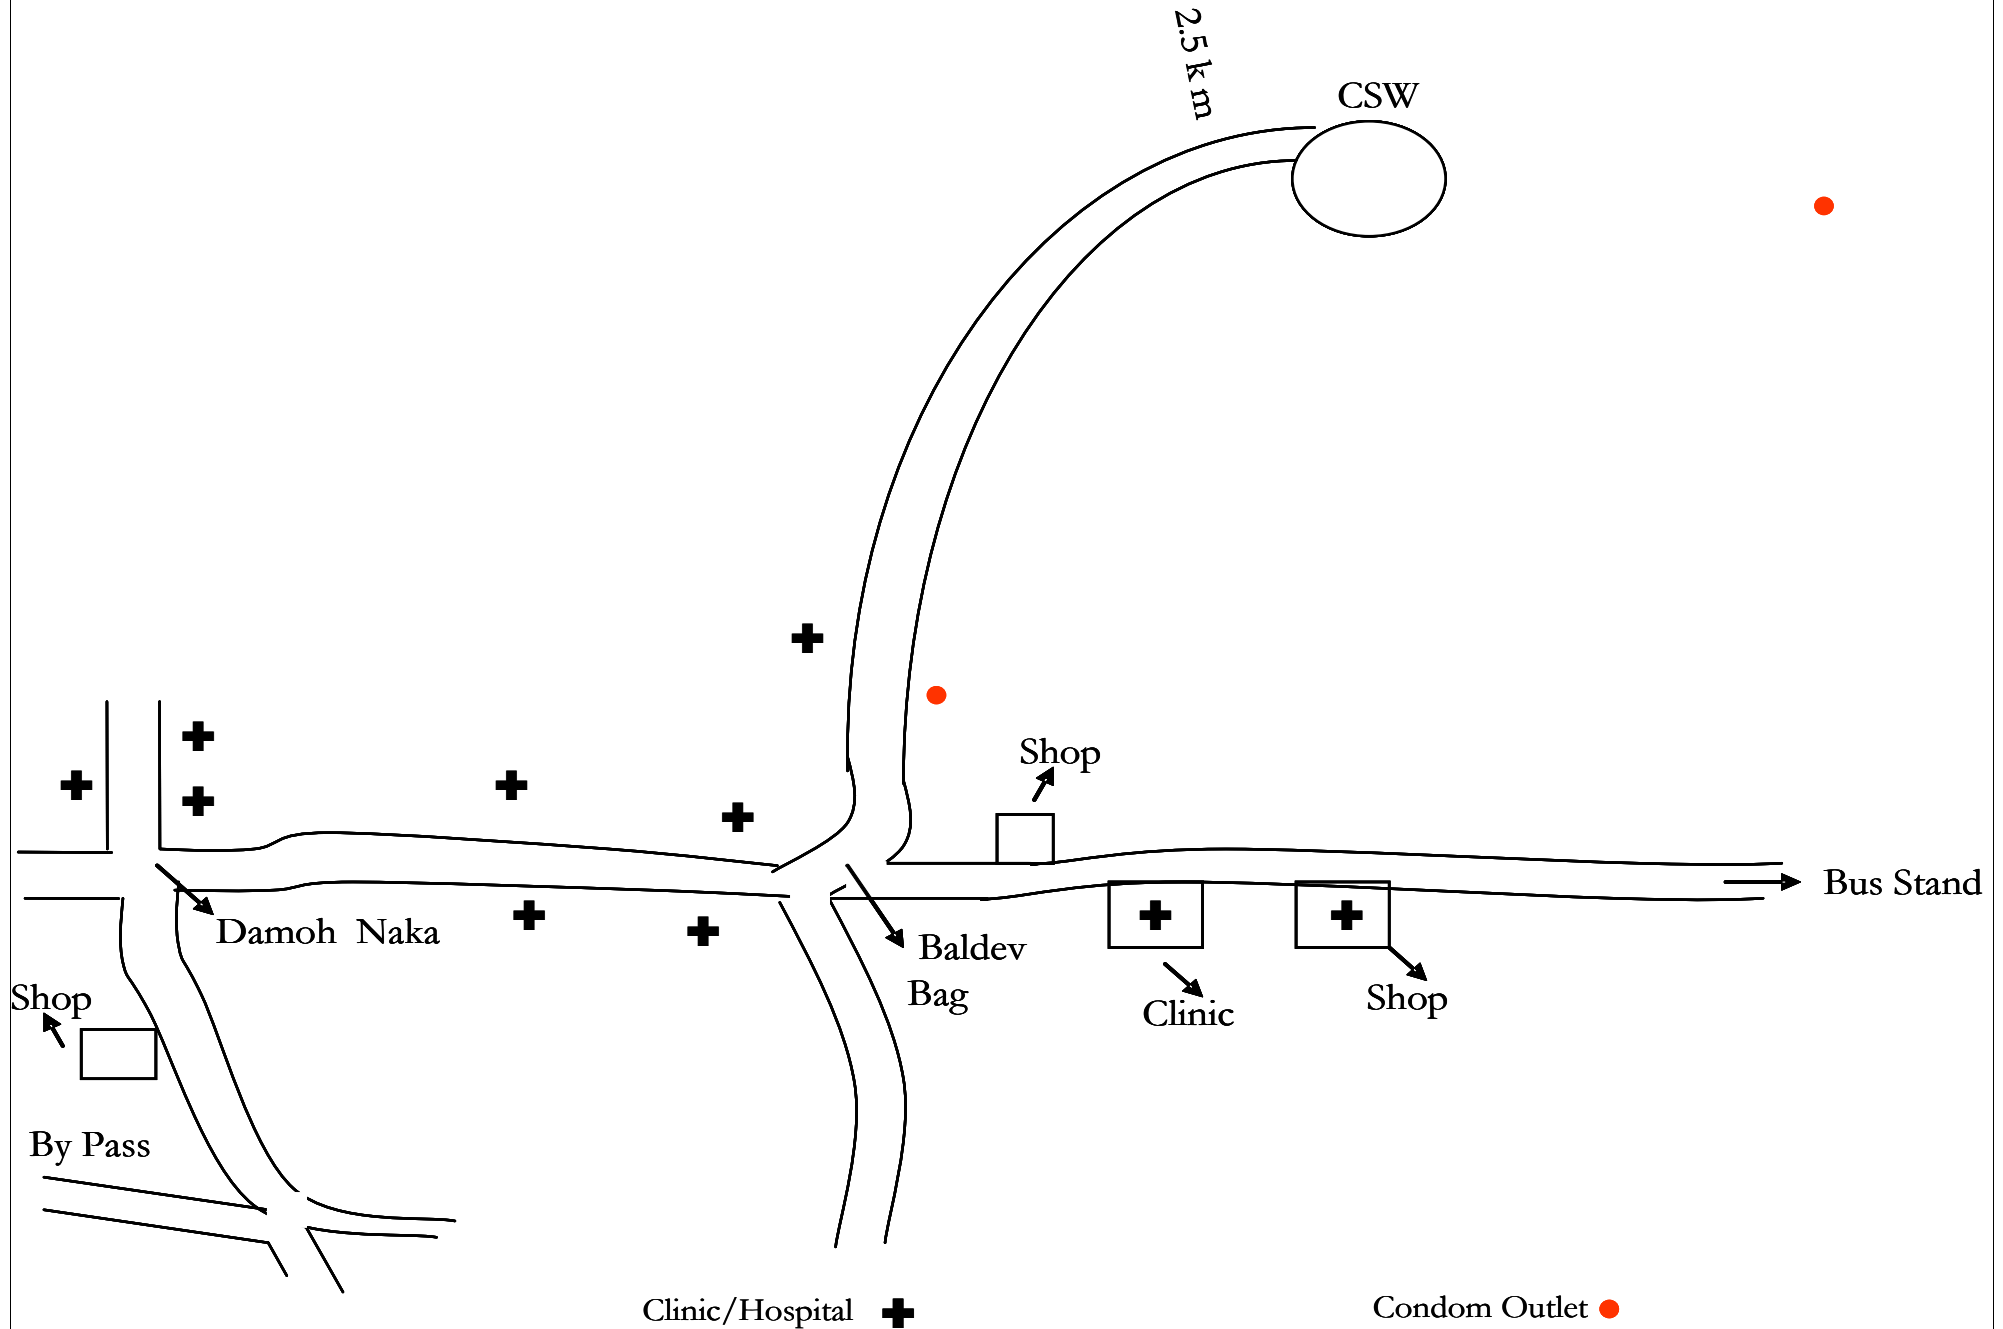 2.5 k m
CSW
Shop
Bus Stand
Damoh Naka
Baldev
Bag
Shop
Clinic
Shop
By Pass
Clinic/Hospital
Condom Outlet